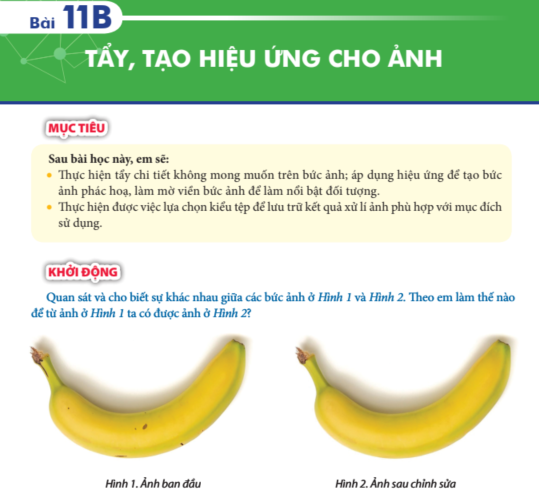 Bài 11B
TẨY, TẠO HIỆU ỨNG CHO ẢNH
MỤC TIÊU
Sau bài học này, em sẽ:
• Thực hiện tẩy chi tiết không mong muốn trên bức ảnh; áp dụng hiệu ứng để tạo bức
ảnh phác hoạ, làm mờ viền bức ảnh để làm nổi bật đối tượng.
• Thực hiện được việc lựa chọn kiểu tệp để lưu trữ kết quả xử lí ảnh phù hợp với mục đích
sử dụng.
KHỞI ĐỘNG
Quan sát và cho biết sự khác nhau giữa các bức ảnh ở Hình 1 và Hình 2. Theo em làm thế nào
để từ ảnh ở Hình 1 ta có được ảnh ở Hình 2?
Hình 1. Ảnh ban đầu
Hình 2. Ảnh sau chỉnh sửa